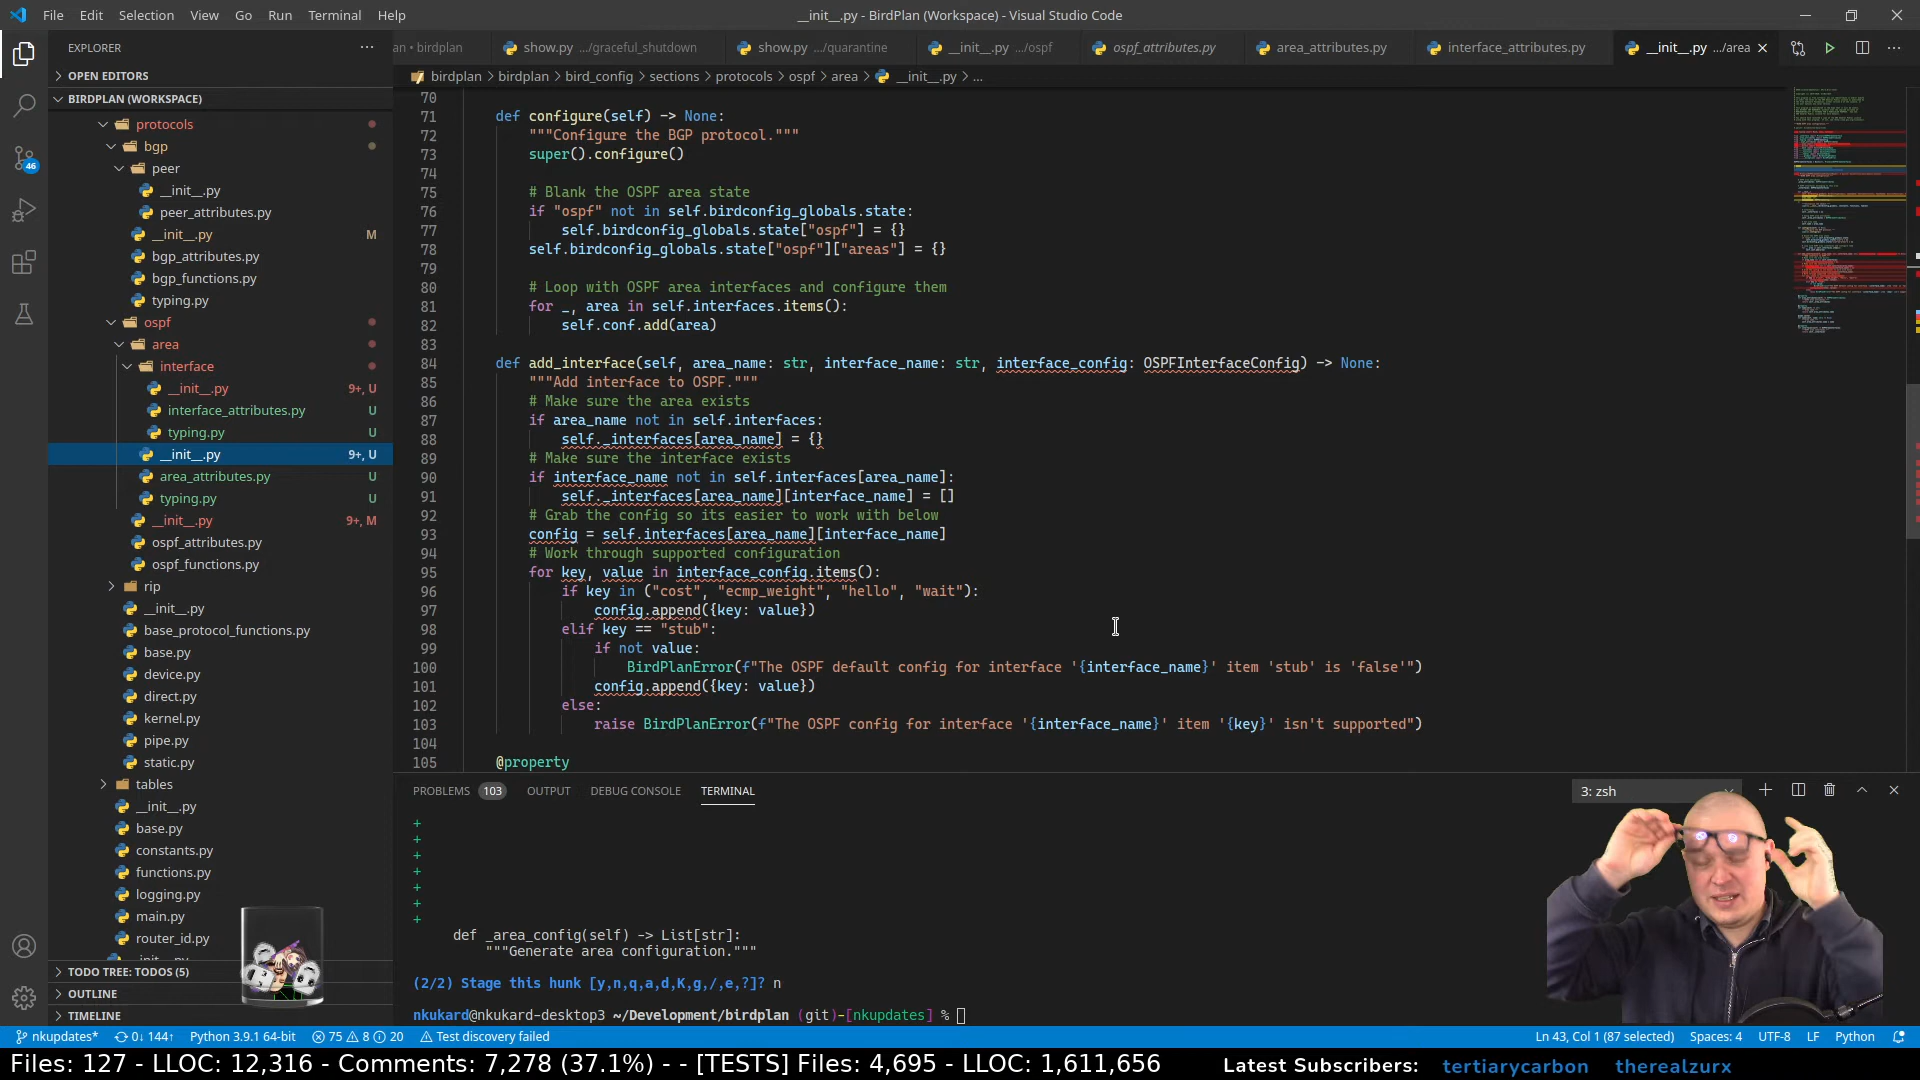 File Edit Selection View Go Run Terminal Help
__init__.py - BirdPlan (Workspace) - Visual Studio Code
EXPLORER
an • birdplan
show.py .../graceful_shutdown
show.py .../quarantine
__init__.py .../ospf
ospf_attributes.py
area_attributes.py
interface_attributes.py
__init__.py .../area
birdplan > birdplan > bird_config > sections > protocols > ospf > area > __init__.py > ...
OPEN EDITORS
BIRDPLAN (WORKSPACE)
protocols
bgp
peer
__init__.py
peer_attributes.py
__init__.py M
bgp_attributes.py
bgp_functions.py
typing.py
ospf
area
interface
__init__.py 9+, U
interface_attributes.py U
typing.py U
__init__.py 9+, U
area_attributes.py U
typing.py U
__init__.py 9+, M
ospf_attributes.py
ospf_functions.py
rip
__init__.py
base_protocol_functions.py
base.py
device.py
direct.py
kernel.py
pipe.py
static.py
tables
__init__.py
base.py
constants.py
functions.py
logging.py
main.py
router_id.py
__init__.py
TODO TREE: TODOS (5)
OUTLINE
TIMELINE
46
70
71 def configure(self) -> None:
72 """Configure the BGP protocol."""
73 super().configure()
74
75 # Blank the OSPF area state
76 if "ospf" not in self.birdconfig_globals.state:
77 self.birdconfig_globals.state["ospf"] = {}
78 self.birdconfig_globals.state["ospf"]["areas"] = {}
79
80 # Loop with OSPF area interfaces and configure them
81 for _, area in self.interfaces.items():
82 self.conf.add(area)
83
84 def add_interface(self, area_name: str, interface_name: str, interface_config: OSPFInterfaceConfig) -> None:
85 """Add interface to OSPF."""
86 # Make sure the area exists
87 if area_name not in self.interfaces:
88 self._interfaces[area_name] = {}
89 # Make sure the interface exists
90 if interface_name not in self.interfaces[area_name]:
91 self._interfaces[area_name][interface_name] = []
92 # Grab the config so its easier to work with below
93 config = self.interfaces[area_name][interface_name]
94 # Work through supported configuration
95 for key, value in interface_config.items():
96 if key in ("cost", "ecmp_weight", "hello", "wait"):
97 config.append({key: value})
98 elif key == "stub":
99 if not value:
100 BirdPlanError(f"The OSPF default config for interface '{interface_name}' item 'stub' is 'false'")
101 config.append({key: value})
102 else:
103 raise BirdPlanError(f"The OSPF config for interface '{interface_name}' item '{key}' isn't supported")
104
105 @property
PROBLEMS 103 OUTPUT DEBUG CONSOLE TERMINAL
3: zsh
+
+
+
+
+
+
+
def _area_config(self) -> List[str]:
"""Generate area configuration."""
(2/2) Stage this hunk [y,n,q,a,d,K,g,/,e,?]? n
nkukard@nkukard-desktop3 ~/Development/birdplan (git)-[nkupdates] %
nkupdates* 0↓ 144↑ Python 3.9.1 64-bit 75 8 20 Test discovery failed
Ln 43, Col 1 (87 selected) Spaces: 4 UTF-8 LF Python
Files: 127 - LLOC: 12,316 - Comments: 7,278 (37.1%) - - [TESTS] Files: 4,695 - LLOC: 1,611,656
Latest Subscribers: tertiarycarbon therealzurx